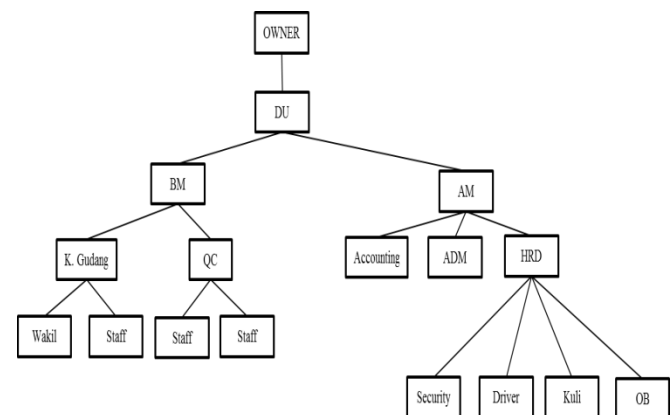 OWNER
DU
BM
AM
K. Gudang
QC
Accounting
ADM
HRD
Wakil
Staff
Staff
Staff
Security
Driver
Kuli
OB